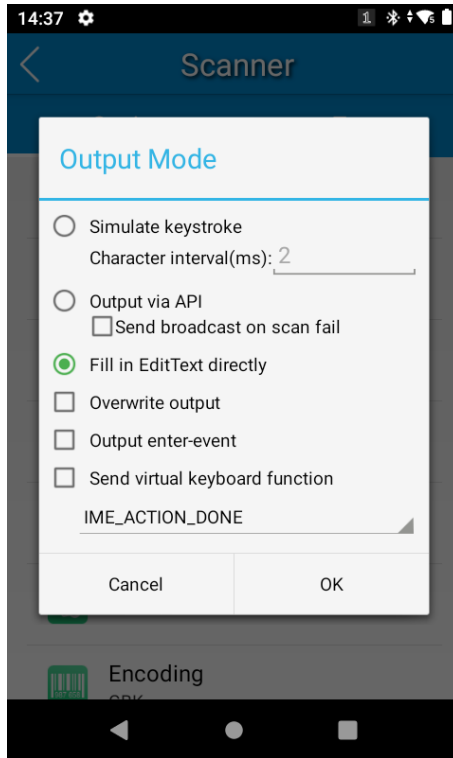 14:37
Scanner
Output Mode
Simulate keystroke
Character interval(ms): 2
Output via API
Send broadcast on scan fail
Fill in EditText directly
Overwrite output
Output enter-event
Send virtual keyboard function
IME_ACTION_DONE
Cancel OK
Encoding